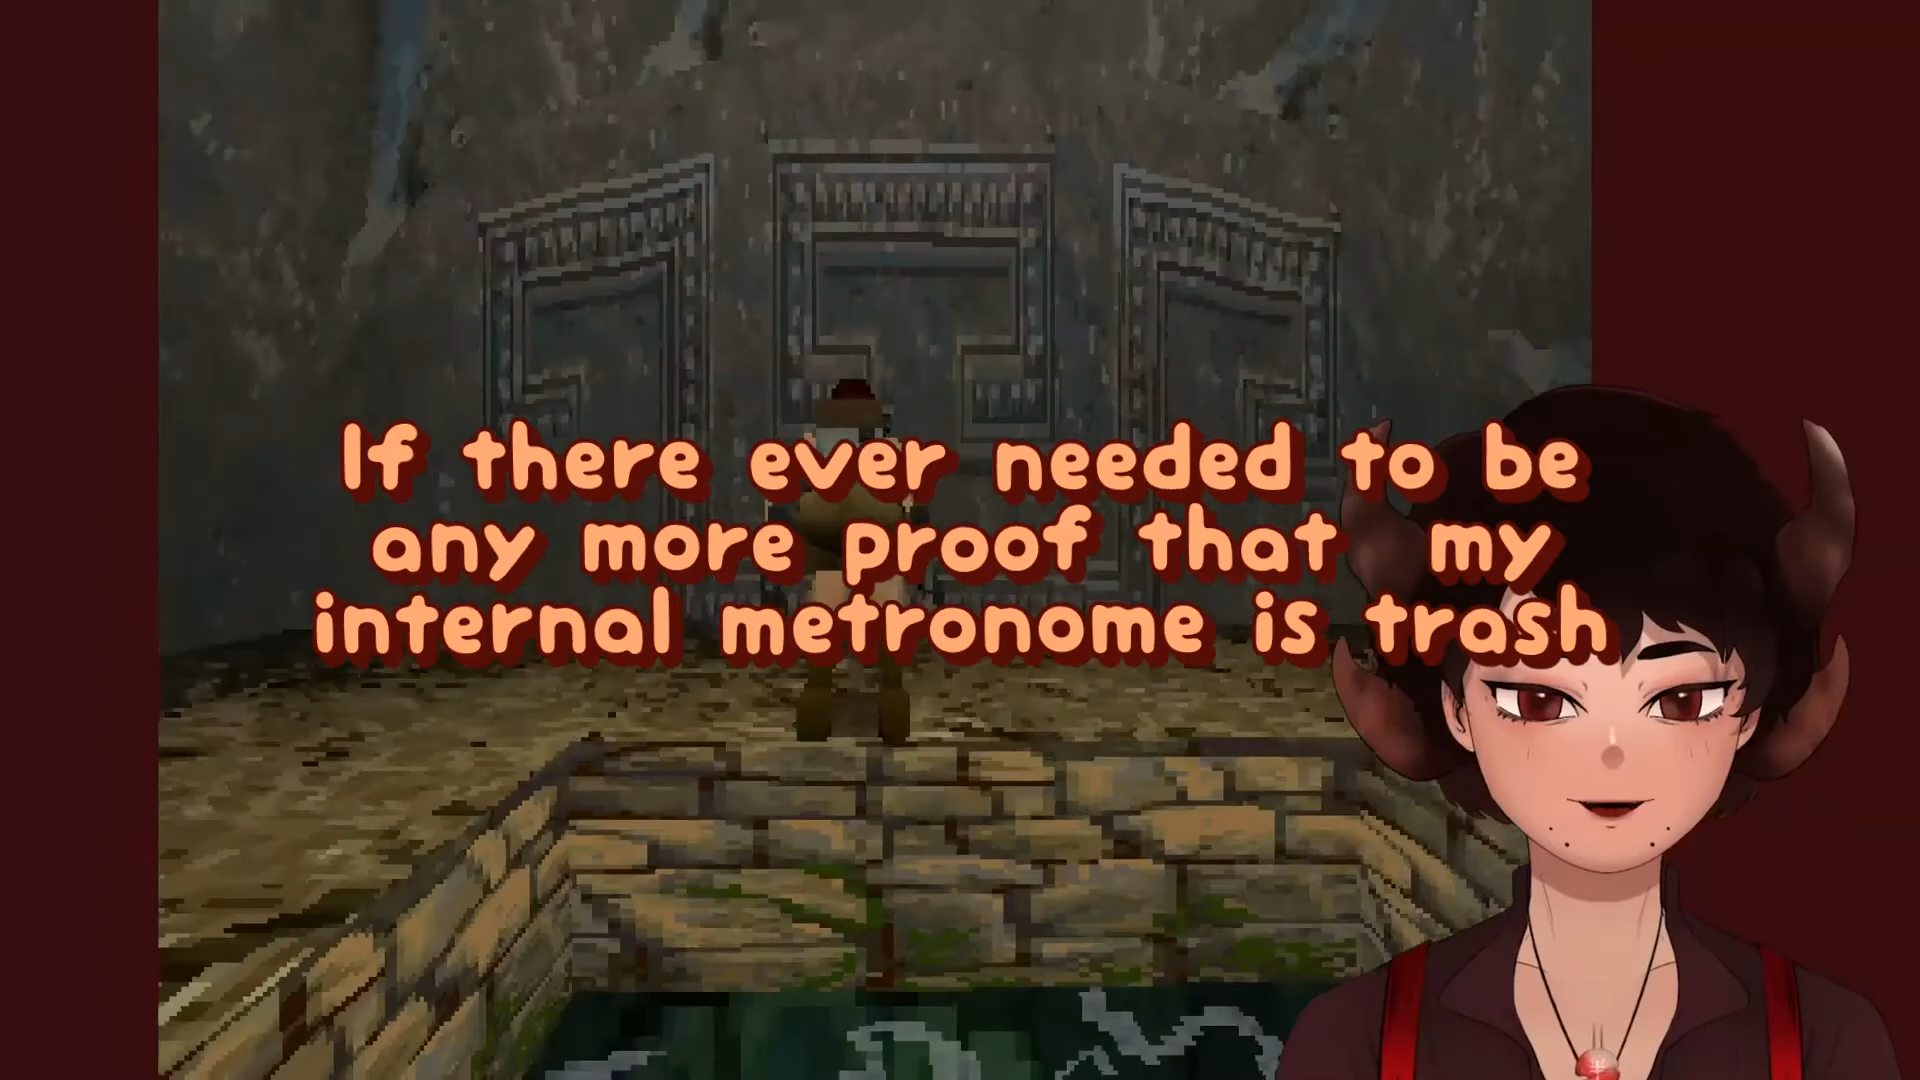 If there ever needed to be
any more proof that my
internal metronome is trash